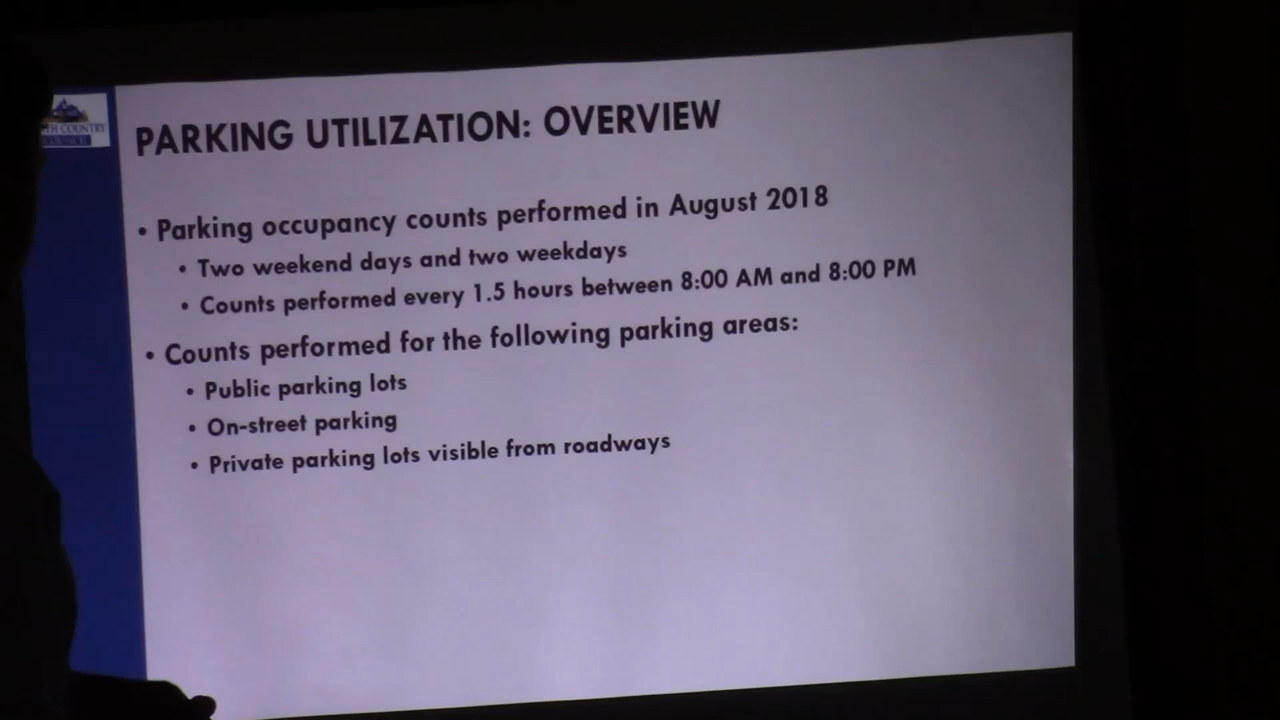 COUNTRY
COUNCIL
PARKING UTILIZATION: OVERVIEW
• Parking occupancy counts performed in August 2018
• Two weekend days and two weekdays
• Counts performed every 1.5 hours between 8:00 AM and 8:00 PM
• Counts performed for the following parking areas:
• Public parking lots
• On-street parking
• Private parking lots visible from roadways